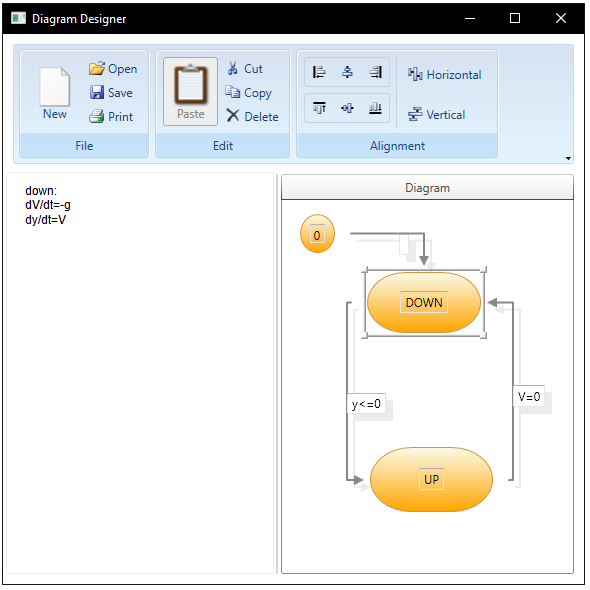 Diagram Designer
New
Open
Save
Print
File
Paste
Cut
Copy
Delete
Edit
Horizontal
Vertical
Alignment
down:
dV/dt=-g
dy/dt=V
Diagram
0
DOWN
y<=0
V=0
UP